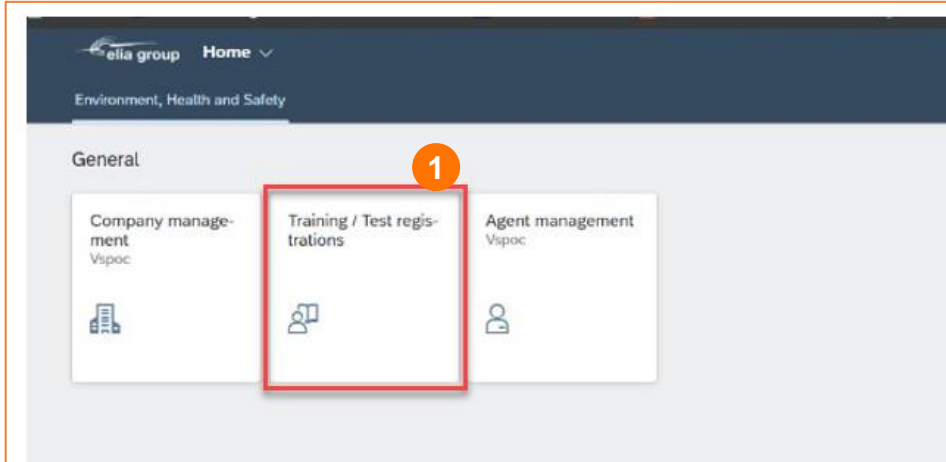 elia group Home
Environment, Health and Safety
General
1
Company manage-
ment
Vspoc
Training / Test regis-
trations
Agent management
Vspoc